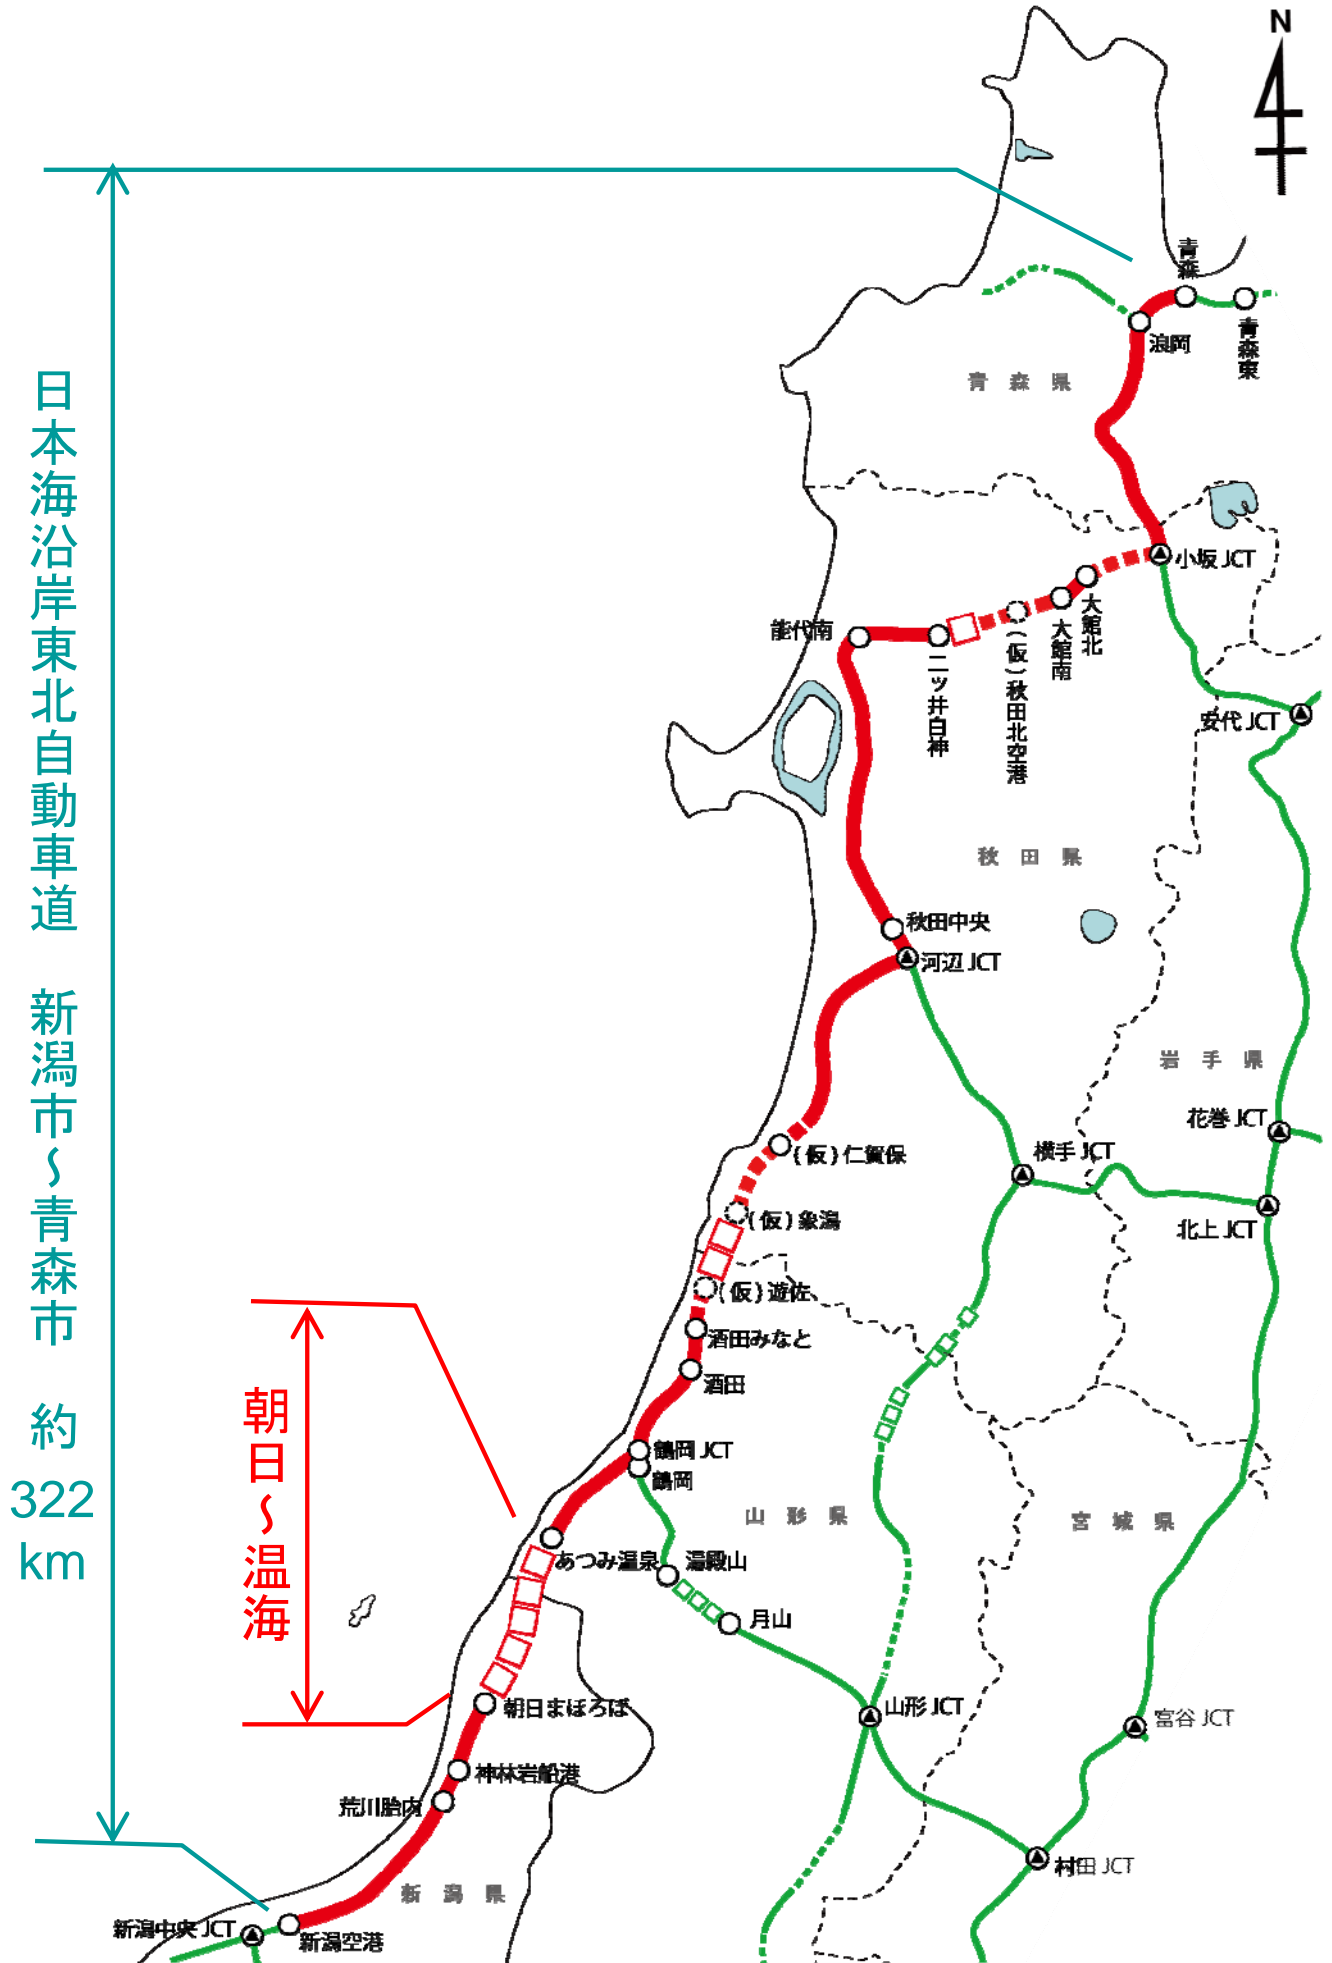 N
日本海沿岸東北自動車道　新潟市～青森市　約
322
km
朝日～温海
青森
青森東
浪岡
青森県
小坂JCT
大館北
大館南
(仮)秋田北空港
二ッ井白神
能代南
安代JCT
秋田県
秋田中央
河辺JCT
岩手県
花巻JCT
横手JCT
北上JCT
(仮)仁賀保
(仮)象潟
(仮)遊佐
酒田みなと
酒田
鶴岡JCT
鶴岡
山形県
宮城県
あつみ温泉
湯殿山
月山
朝日まほろば
山形JCT
富谷JCT
神林岩船港
荒川胎内
村田JCT
新潟県
新潟中央JCT
新潟空港